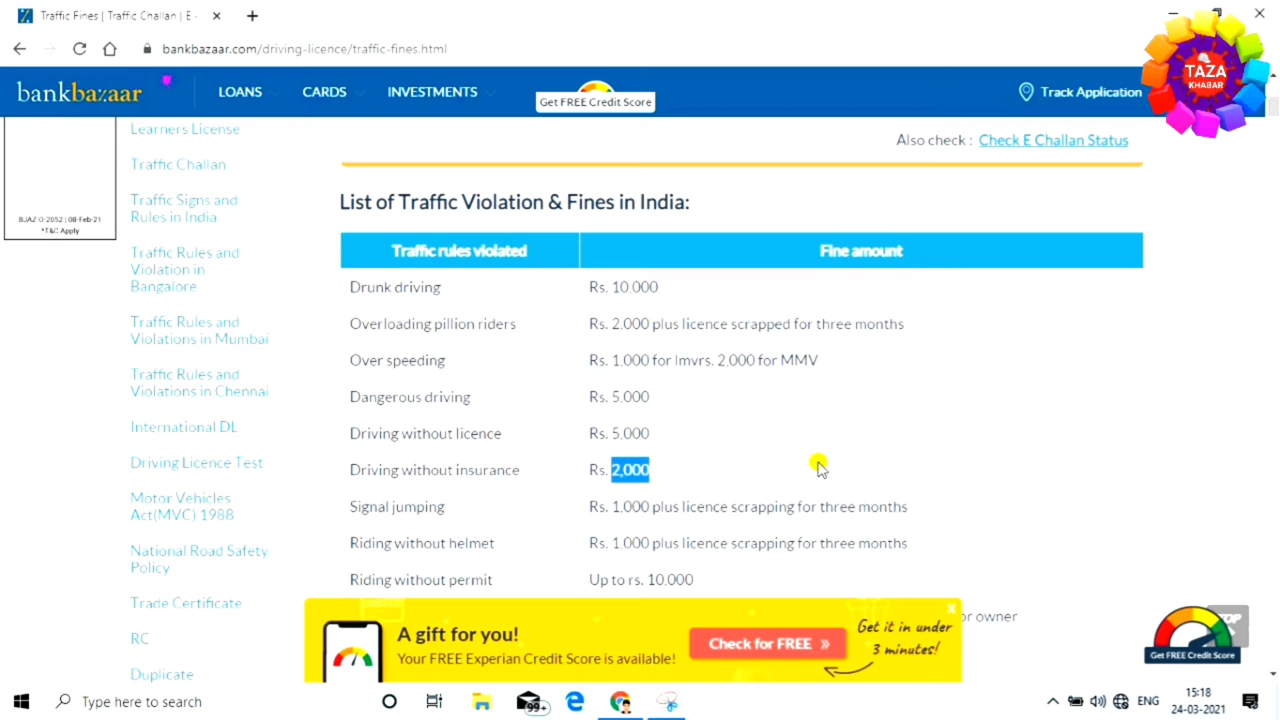 Traffic Fines | Traffic Challan | E -
bankbazaar.com/driving-licence/traffic-fines.html
TAZA
KHABAR
bankbazaar
LOANS
CARDS
INVESTMENTS
Get FREE Credit Score
Track Application
Learners License
Traffic Challan
Traffic Signs and
Rules in India
Traffic Rules and
Violation in
Bangalore
Traffic Rules and
Violations in Mumbai
Traffic Rules and
Violations in Chennai
International DL
Driving Licence Test
Motor Vehicles
Act(MVC) 1988
National Road Safety
Policy
Trade Certificate
RC
Duplicate
BJAZ-O-2052 | 08-Feb-21
*T&C Apply
Also check : Check E Challan Status
List of Traffic Violation & Fines in India:
Traffic rules violated Fine amount
Drunk driving Rs. 10,000
Overloading pillion riders Rs. 2,000 plus licence scrapped for three months
Over speeding Rs. 1,000 for lmvrs. 2,000 for MMV
Dangerous driving Rs. 5,000
Driving without licence Rs. 5,000
Driving without insurance Rs. 2,000
Signal jumping Rs. 1,000 plus licence scrapping for three months
Riding without helmet Rs. 1,000 plus licence scrapping for three months
Riding without permit Up to rs. 10,000
or owner
A gift for you!
Your FREE Experian Credit Score is available!
Check for FREE »
Get it in under
3 minutes!
Get FREE Credit Score
Type here to search
99+
ENG
15:18
24-03-2021